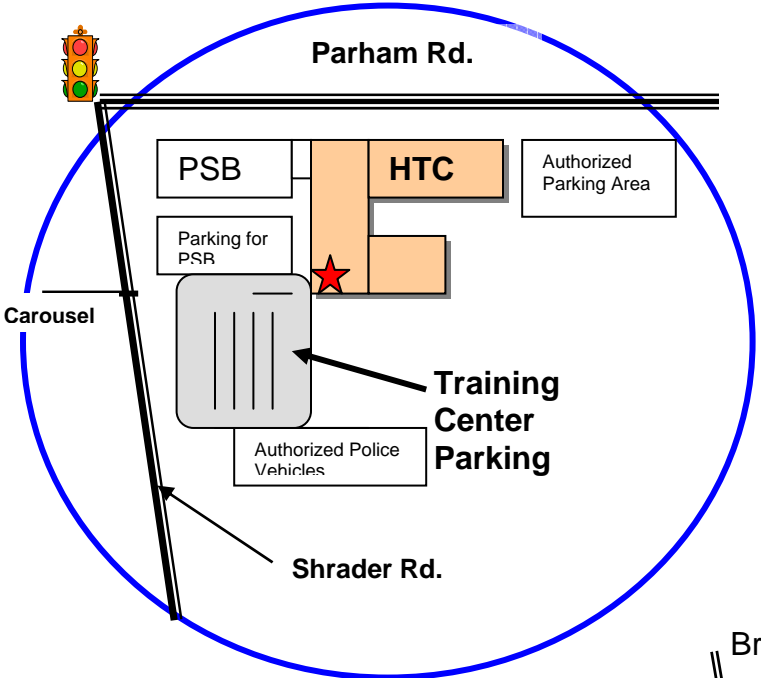 Parham Rd.
PSB
HTC
Authorized
Parking Area
Parking for
PSB
Carousel
Training
Center
Parking
Authorized Police
Vehicles
Shrader Rd.
Br